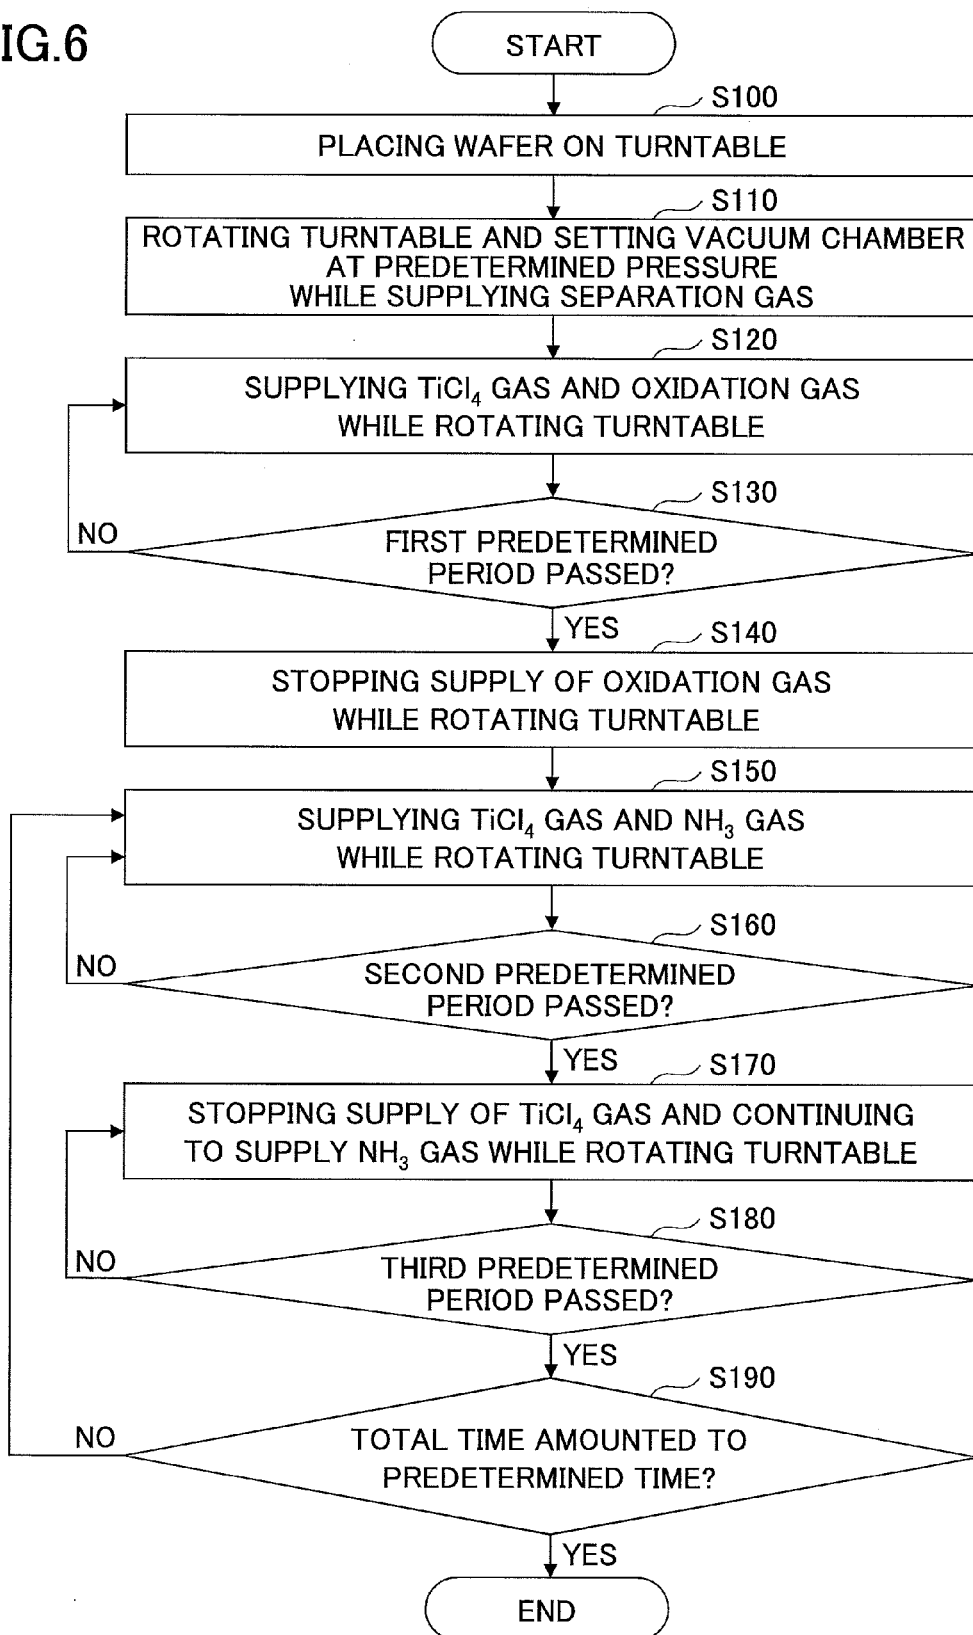 IG.6
START
S100
PLACING WAFER ON TURNTABLE
S110
ROTATING TURNTABLE AND SETTING VACUUM CHAMBER
AT PREDETERMINED PRESSURE
WHILE SUPPLYING SEPARATION GAS
S120
SUPPLYING TiCl₄ GAS AND OXIDATION GAS
WHILE ROTATING TURNTABLE
S130
NO
FIRST PREDETERMINED
PERIOD PASSED?
YES
S140
STOPPING SUPPLY OF OXIDATION GAS
WHILE ROTATING TURNTABLE
S150
SUPPLYING TiCl₄ GAS AND NH₃ GAS
WHILE ROTATING TURNTABLE
S160
NO
SECOND PREDETERMINED
PERIOD PASSED?
YES
S170
STOPPING SUPPLY OF TiCl₄ GAS AND CONTINUING
TO SUPPLY NH₃ GAS WHILE ROTATING TURNTABLE
S180
NO
THIRD PREDETERMINED
PERIOD PASSED?
YES
S190
NO
TOTAL TIME AMOUNTED TO
PREDETERMINED TIME?
YES
END